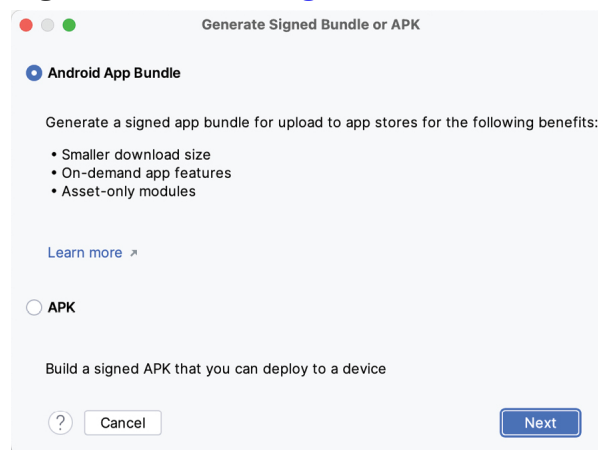 Generate Signed Bundle or APK
Android App Bundle
Generate a signed app bundle for upload to app stores for the following benefits:
• Smaller download size
• On-demand app features
• Asset-only modules
Learn more ↗
APK
Build a signed APK that you can deploy to a device
? Cancel Next